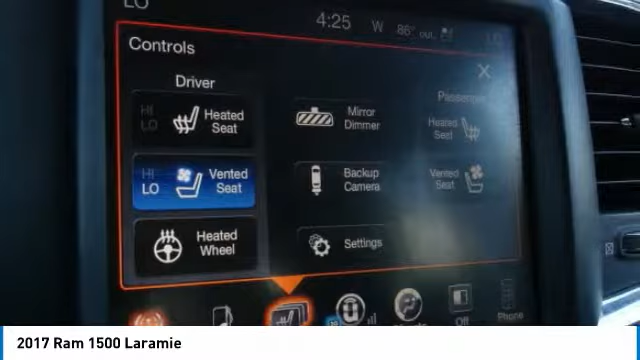 LO
4:25 W 86° OUT
LO
Controls
Driver
Passenger
HI
LO
Heated
Seat
Mirror
Dimmer
Heated
Seat
HI
LO
Vented
Seat
Backup
Camera
Vented
Seat
Heated
Wheel
Settings
Off
Phone
2017 Ram 1500 Laramie